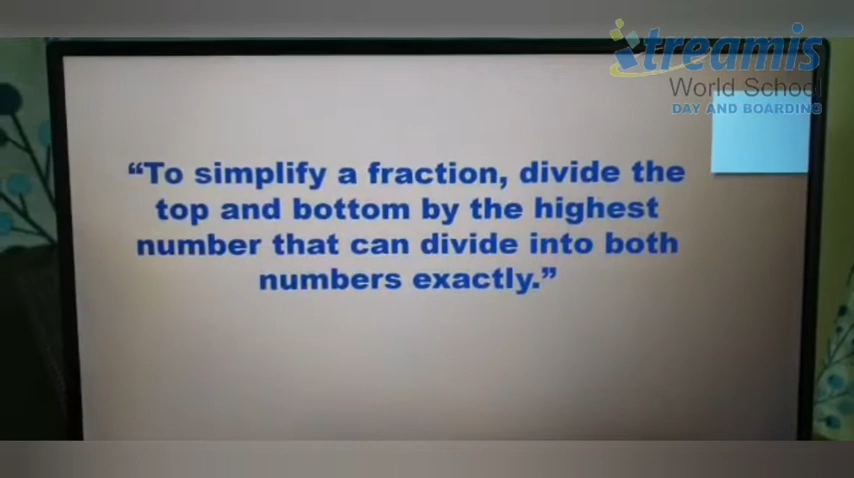 treamis
World School
DAY AND BOARDING
“To simplify a fraction, divide the
top and bottom by the highest
number that can divide into both
numbers exactly.”